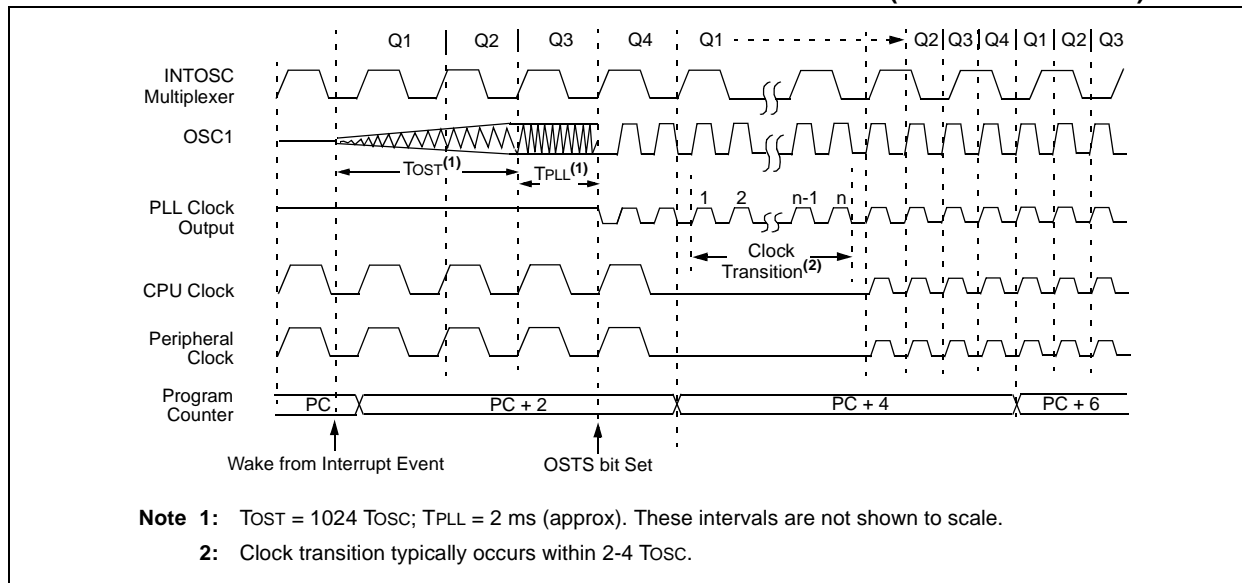 Q1 Q2 Q3 Q4 Q1 Q2 Q3 Q4 Q1 Q2 Q3
INTOSC
Multiplexer
OSC1
TOST(1)
TPLL(1)
PLL Clock
Output
1 2 n-1 n
Clock
Transition(2)
CPU Clock
Peripheral
Clock
Program
Counter
PC PC + 2 PC + 4 PC + 6
Wake from Interrupt Event
OSTS bit Set
Note 1: TOST = 1024 TOSC; TPLL = 2 ms (approx). These intervals are not shown to scale.
2: Clock transition typically occurs within 2-4 TOSC.